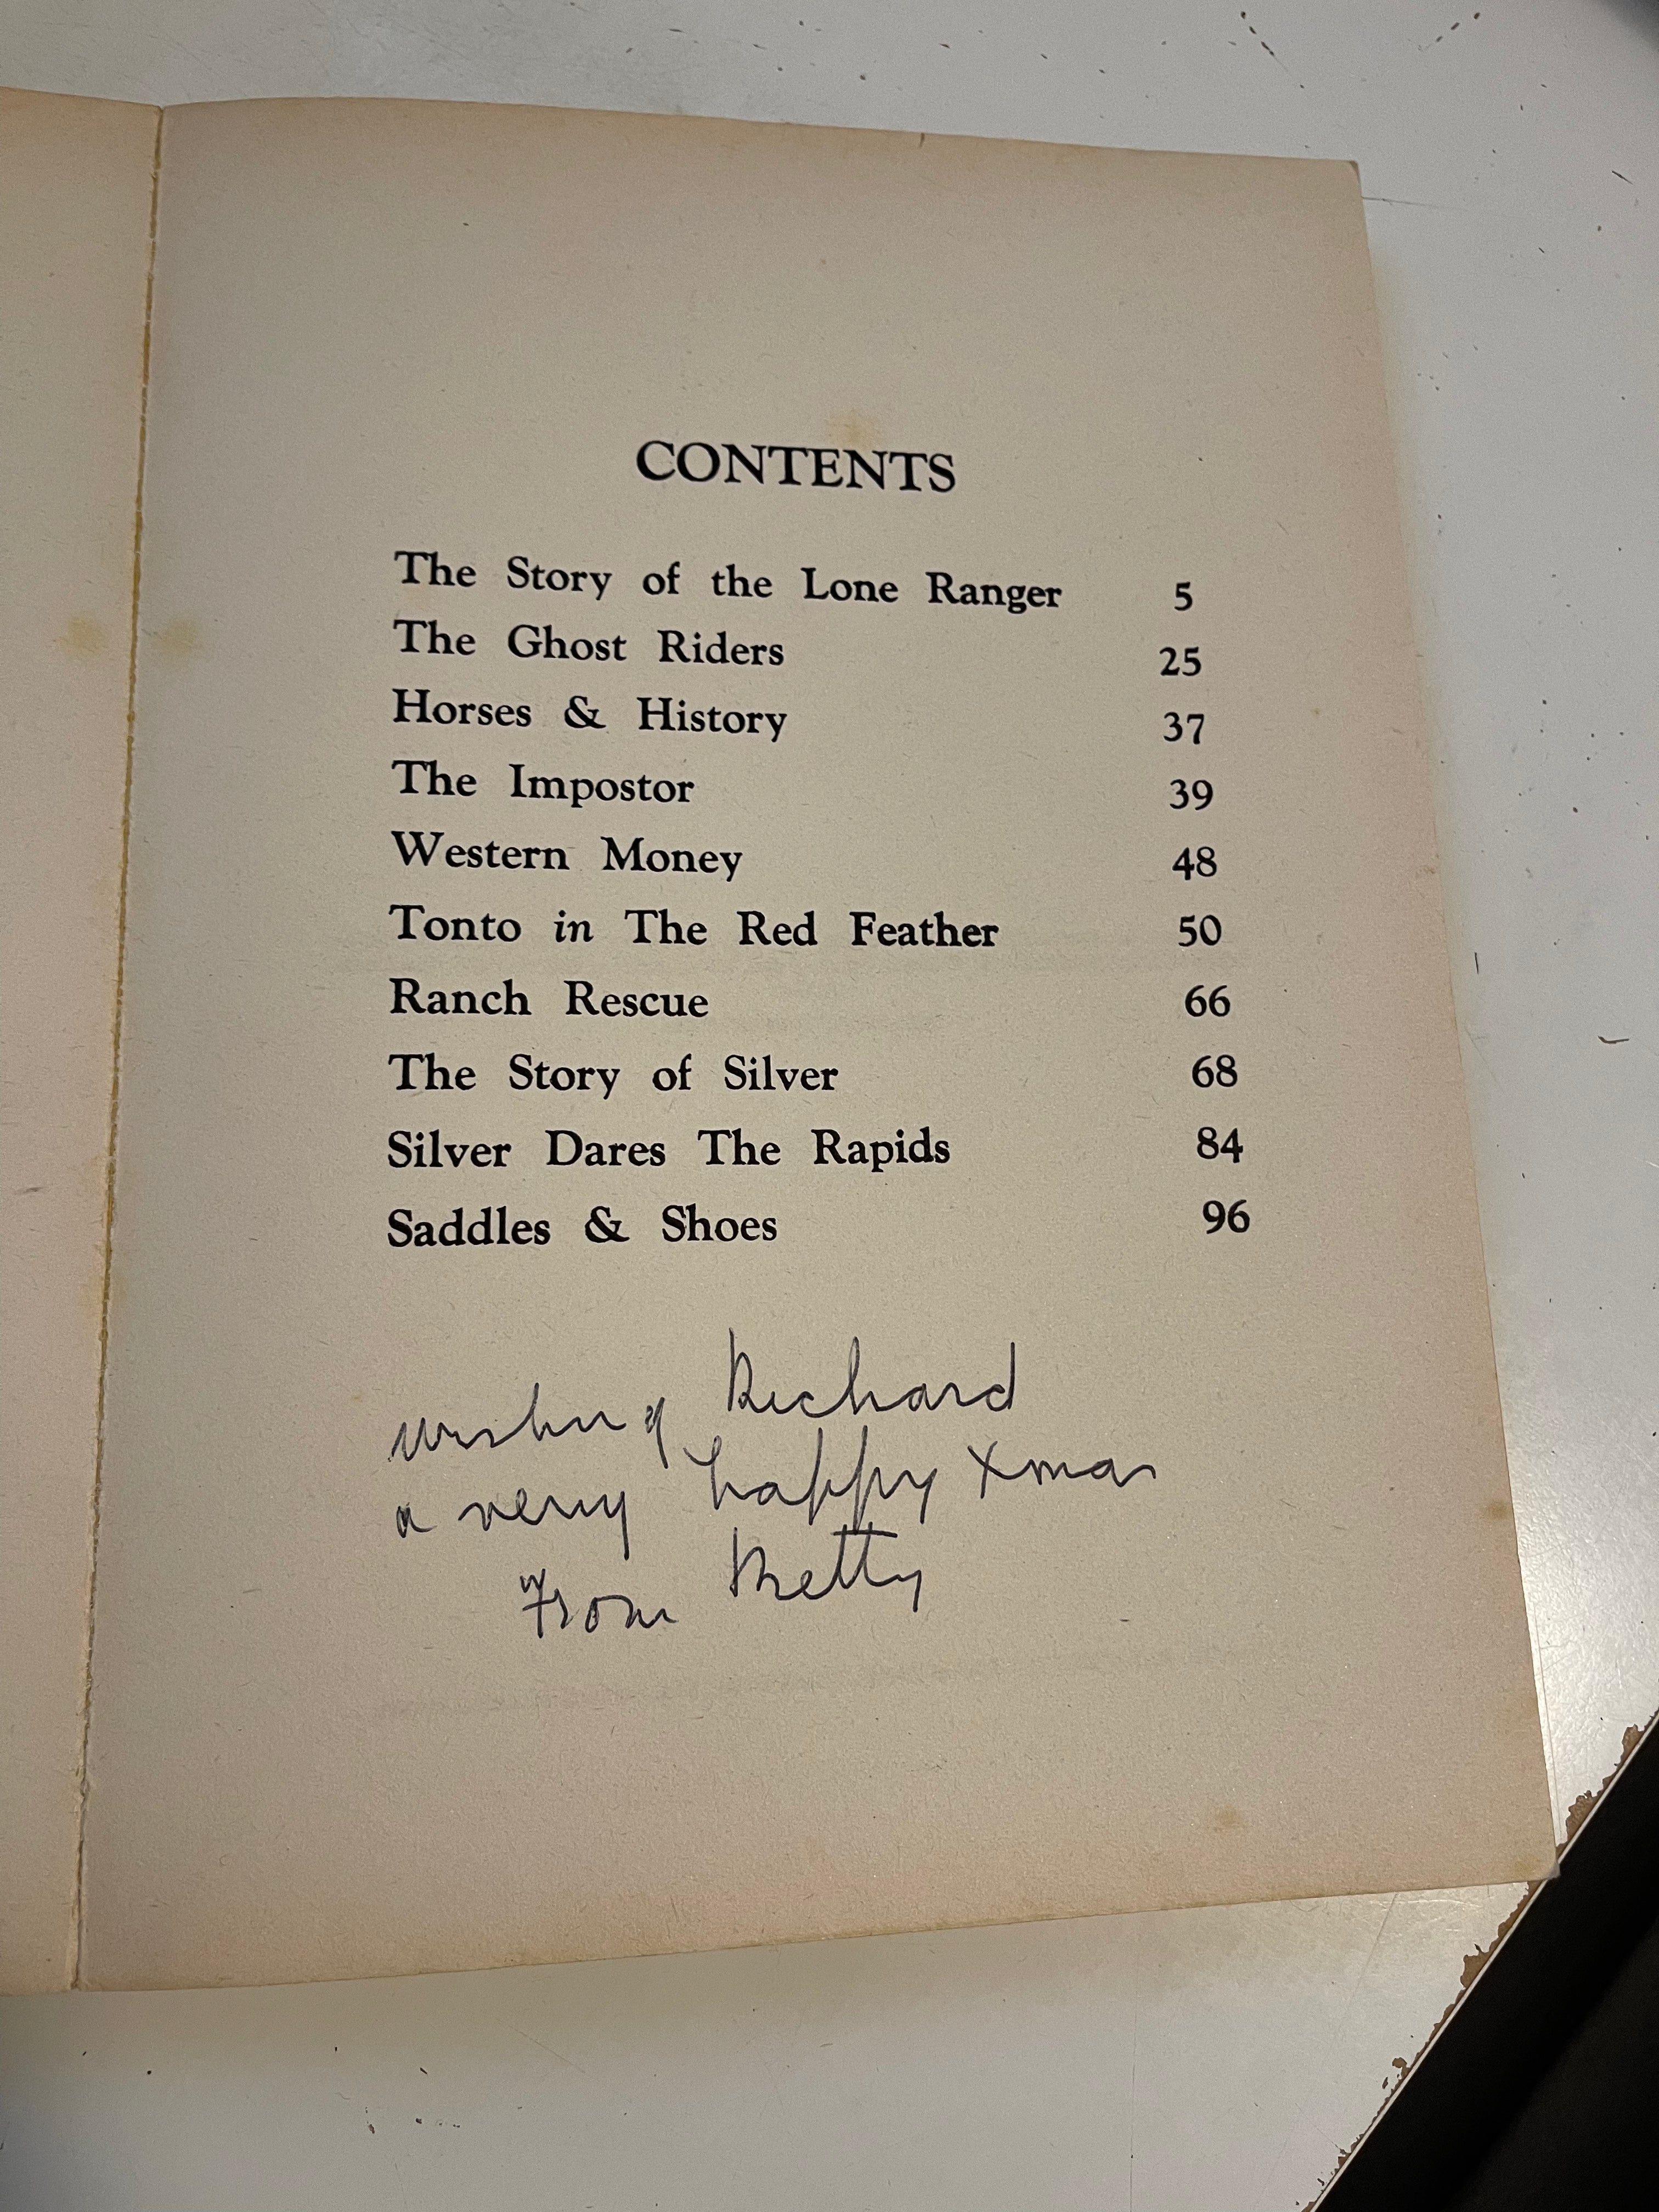 CONTENTS
The Story of the Lone Ranger 5
The Ghost Riders 25
Horses & History 37
The Impostor 39
Western Money 48
Tonto in The Red Feather 50
Ranch Rescue 66
The Story of Silver 68
Silver Dares The Rapids 84
Saddles & Shoes 96
wishing Richard
a very happy Xmas
From Betty